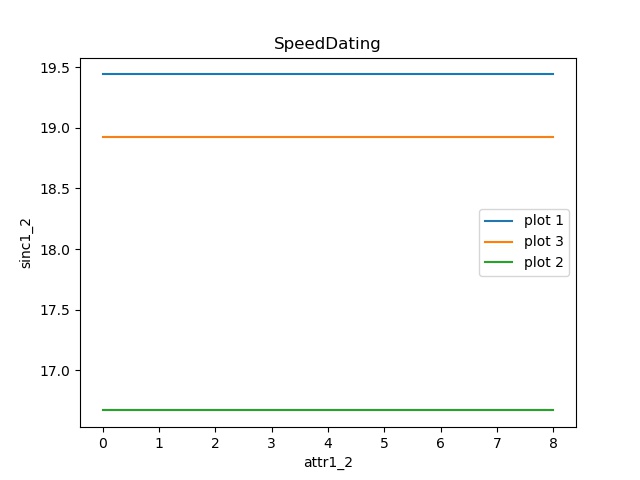 SpeedDating
19.5
19.0
18.5
18.0
17.5
17.0
sinc1_2
plot 1
plot 3
plot 2
0 1 2 3 4 5 6 7 8
attr1_2